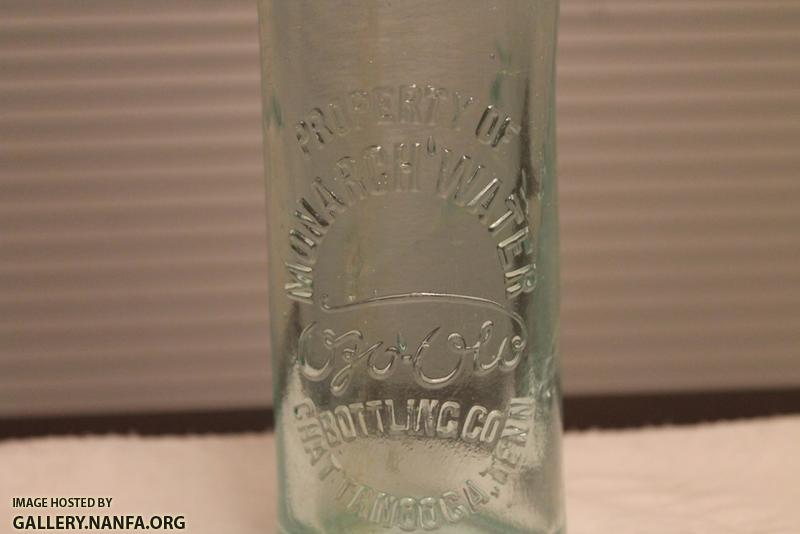 PROPERTY OF
MONARCH WATER
Ozo-Olo
BOTTLING CO
CHATTANOOGA, TENN
IMAGE HOSTED BY
GALLERY.NANFA.ORG